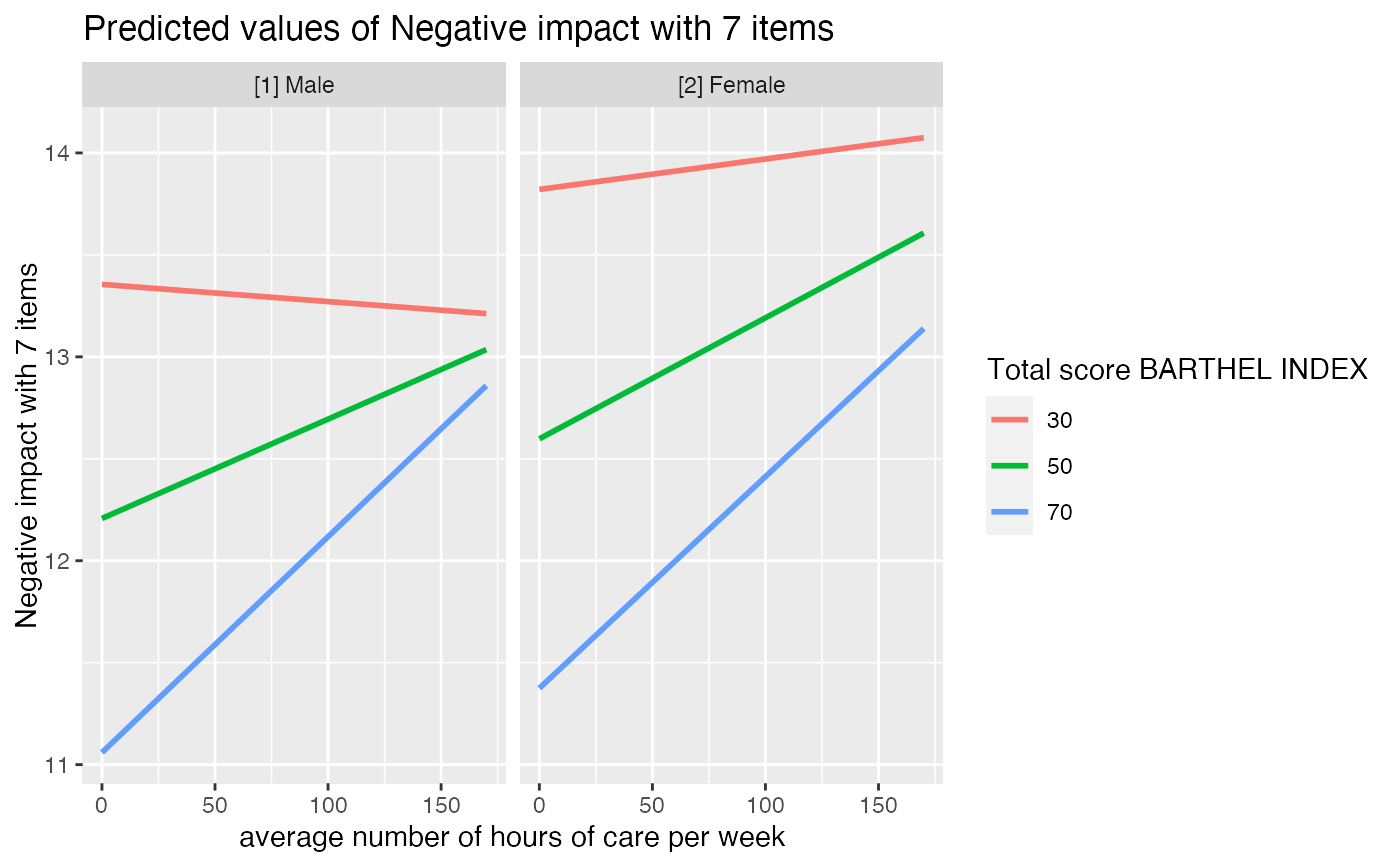 Predicted values of Negative impact with 7 items
[1] Male
[2] Female
Negative impact with 7 items
14
13
12
11
0 50 100 150
0 50 100 150
average number of hours of care per week
Total score BARTHEL INDEX
30
50
70